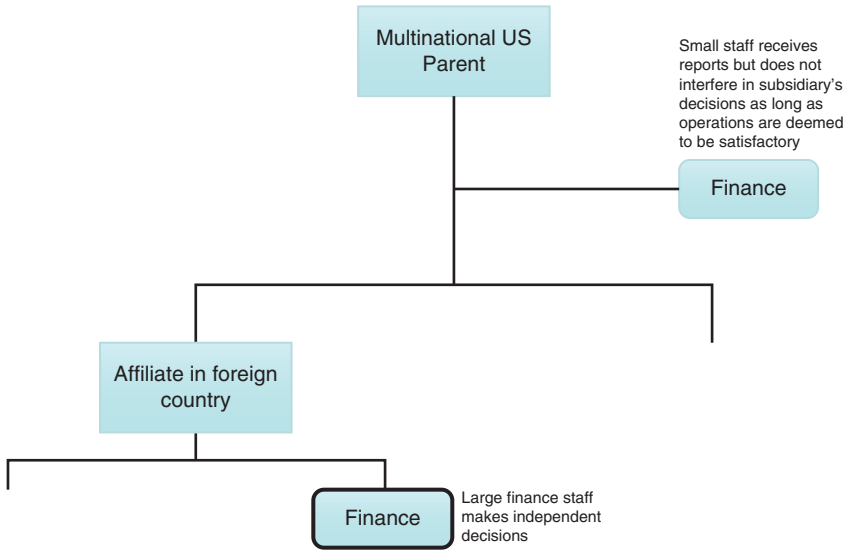 Multinational US
Parent
Small staff receives
reports but does not
interfere in subsidiary's
decisions as long as
operations are deemed
to be satisfactory
Finance
Affiliate in foreign
country
Finance
Large finance staff
makes independent
decisions